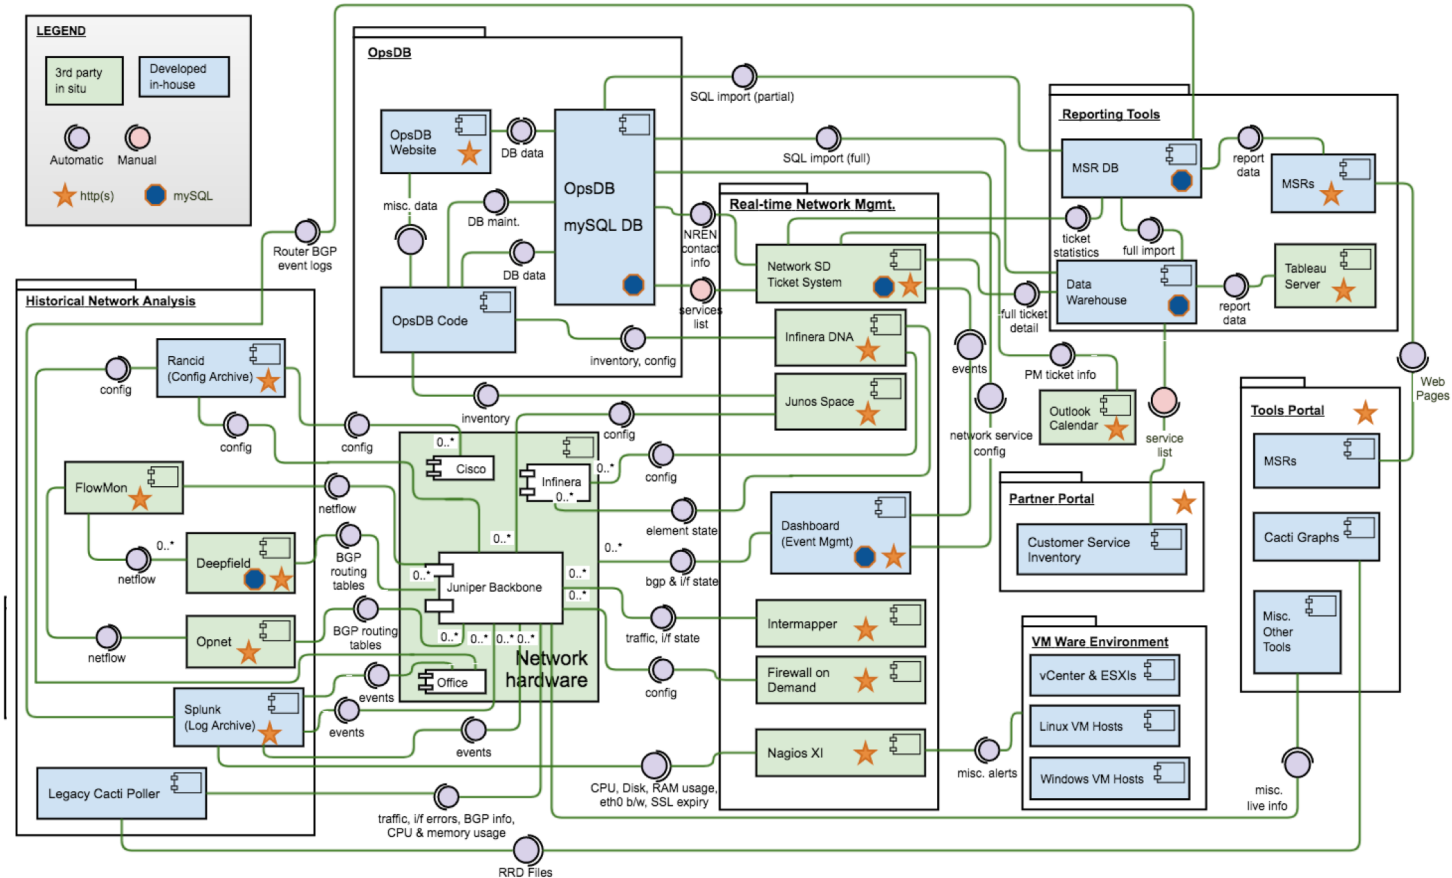 LEGEND
3rd party
in situ
Developed
in-house
Automatic
Manual
http(s)
mySQL
OpsDB
OpsDB
Website
DB data
misc. data
DB maint.
DB data
OpsDB
mySQL DB
OpsDB Code
SQL import (partial)
SQL import (full)
NREN
contact
info
services
list
inventory, config
inventory
Router BGP
event logs
Reporting Tools
MSR DB
report
data
MSRs
ticket
statistics
full import
Data
Warehouse
report
data
Tableau
Server
Real-time Network Mgmt.
Network SD
Ticket System
full ticket
detail
Infinera DNA
Junos Space
events
PM ticket info
network service
config
Outlook
Calendar
service
list
Web
Pages
Historical Network Analysis
Rancid
(Config Archive)
config
config
config
FlowMon
netflow
Deepfield
0..*
netflow
BGP
routing
tables
Opnet
netflow
BGP routing
tables
Splunk
(Log Archive)
events
events
events
Legacy Cacti Poller
traffic, i/f errors, BGP info,
CPU & memory usage
RRD Files
CPU, Disk, RAM usage,
eth0 b/w, SSL expiry
0..*
Cisco
Infinera
0..*
0..*
config
config
element state
0..*
0..*
bgp & i/f state
0..*
Juniper Backbone
0..*
0..*
0..*
0..*
0..*
0..*
Network
hardware
Office
traffic, i/f state
config
Dashboard
(Event Mgmt)
Intermapper
Firewall on
Demand
Nagios XI
misc. alerts
Partner Portal
Customer Service
Inventory
VM Ware Environment
vCenter & ESXIs
Linux VM Hosts
Windows VM Hosts
Tools Portal
MSRs
Cacti Graphs
Misc.
Other
Tools
misc.
live info